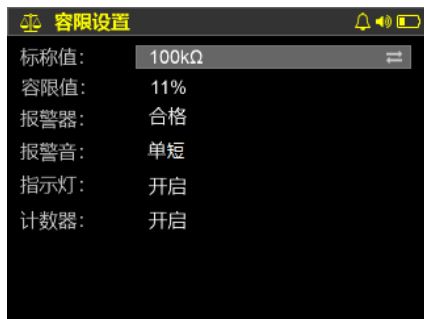 容限设置
标称值： 100kΩ
容限值： 11%
报警器： 合格
报警音： 单短
指示灯： 开启
计数器： 开启